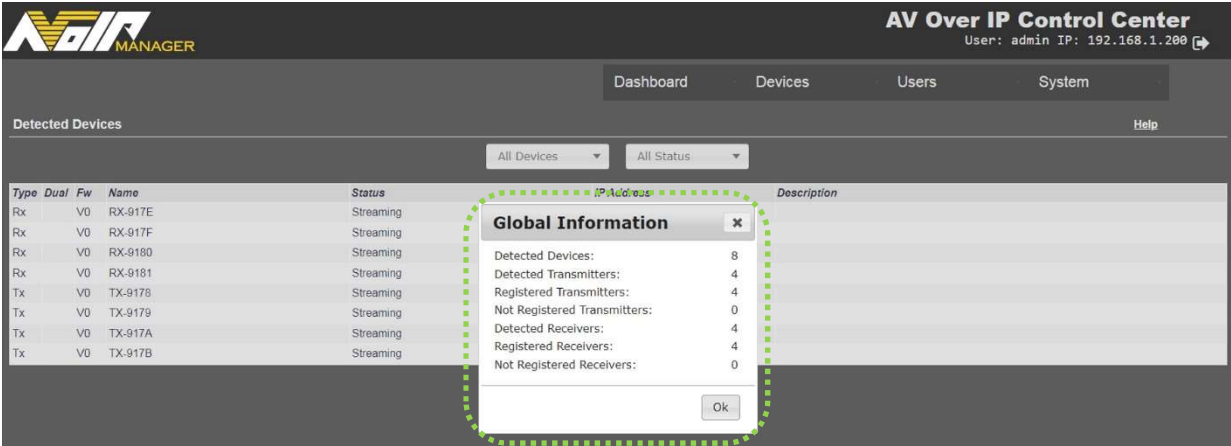 AVOIP MANAGER
AV Over IP Control Center
User: admin IP: 192.168.1.200
Dashboard Devices Users System
Detected Devices Help
All Devices All Status
Type Dual Fw Name Status IP Address Description
Rx V0 RX-917E Streaming
Rx V0 RX-917F Streaming
Rx V0 RX-9180 Streaming
Rx V0 RX-9181 Streaming
Tx V0 TX-9178 Streaming
Tx V0 TX-9179 Streaming
Tx V0 TX-917A Streaming
Tx V0 TX-917B Streaming
Global Information
Detected Devices: 8
Detected Transmitters: 4
Registered Transmitters: 4
Not Registered Transmitters: 0
Detected Receivers: 4
Registered Receivers: 4
Not Registered Receivers: 0
Ok